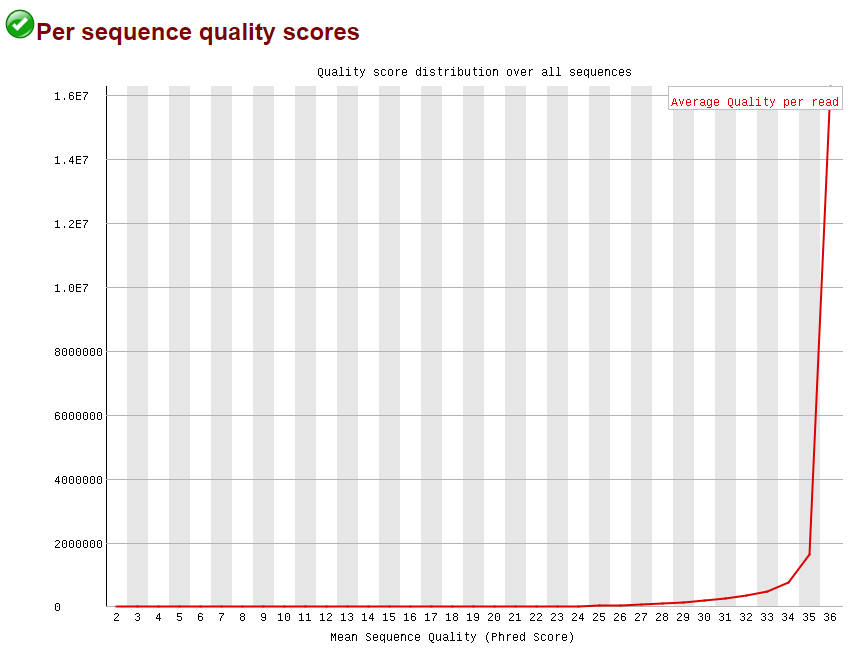 Per sequence quality scores
Quality score distribution over all sequences
Average Quality per read
1.6E7
1.4E7
1.2E7
1.0E7
8000000
6000000
4000000
2000000
0
2 3 4 5 6 7 8 9 10 11 12 13 14 15 16 17 18 19 20 21 22 23 24 25 26 27 28 29 30 31 32 33 34 35 36
Mean Sequence Quality (Phred Score)